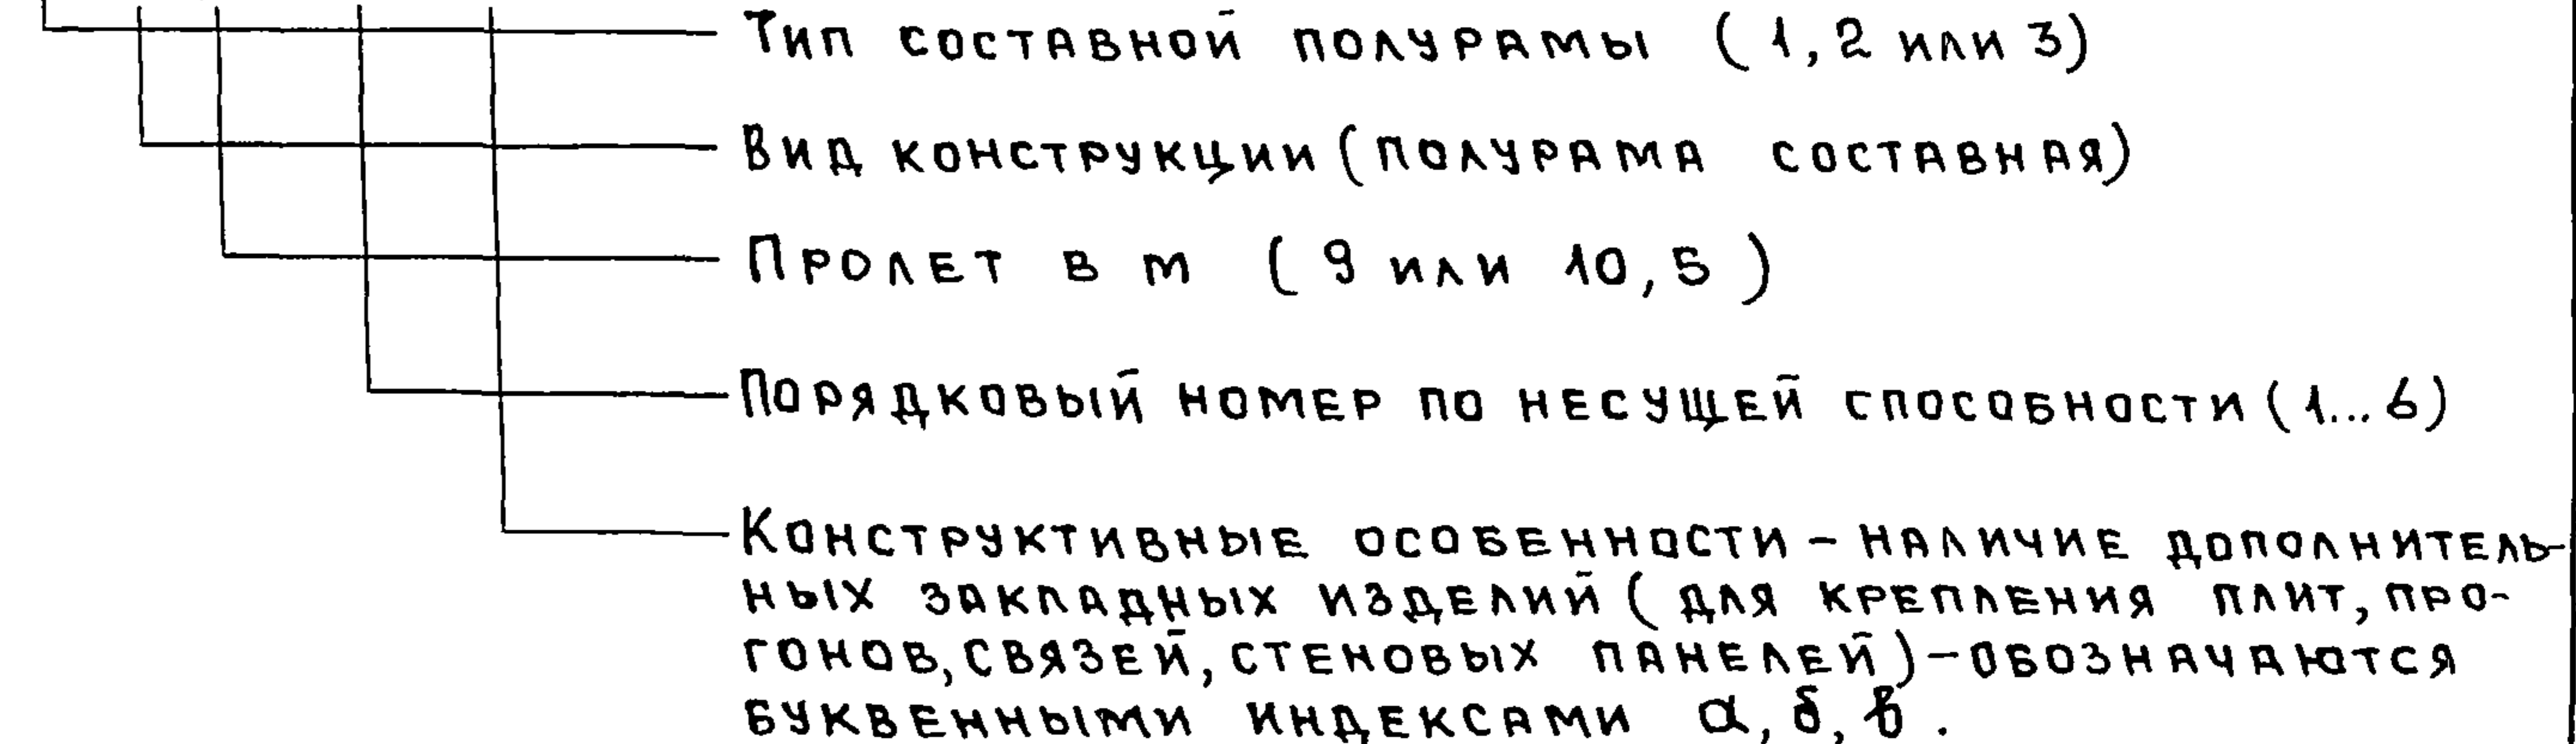 Тип составной полурамы (1,2 или 3)
Вид конструкции (полурама составная)
Пролет в м (9 или 10,5)
Порядковый номер по несущей способности (1...6)
Конструктивные особенности – наличие дополнитель-
ных закладных изделий (для крепления плит, про-
гонов, связей, стеновых панелей) – обозначаются
буквенными индексами а, б, в.